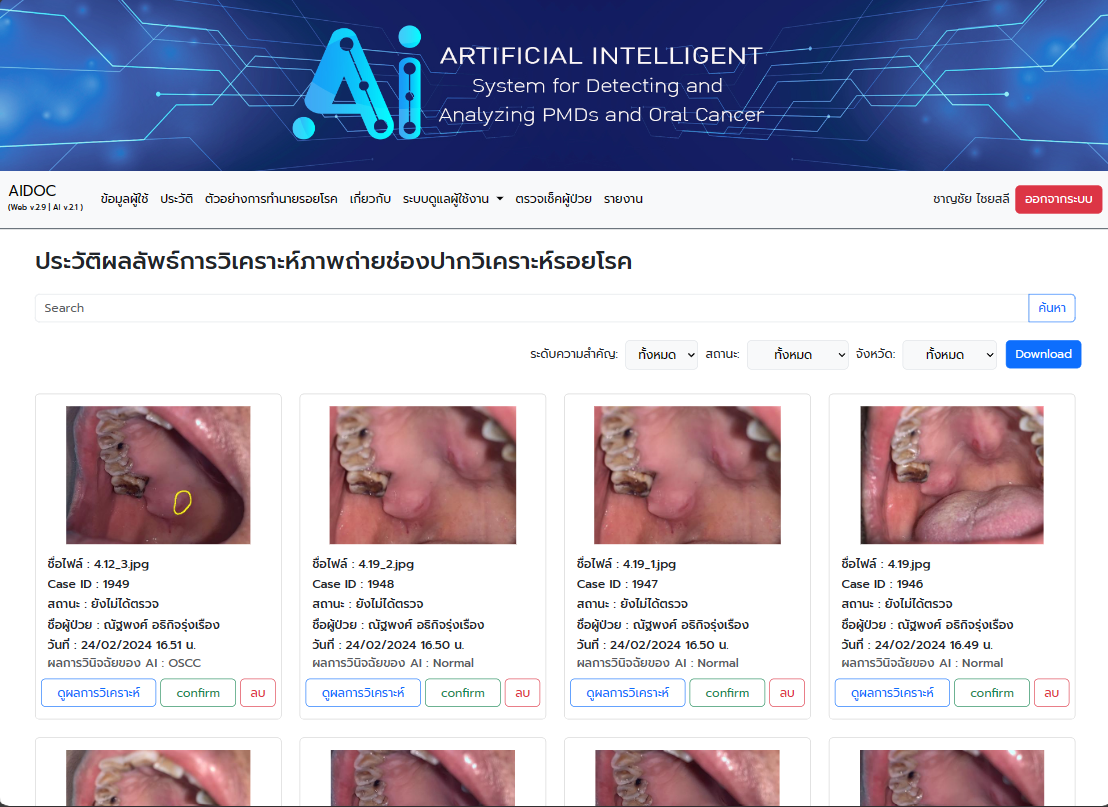 Ai
ARTIFICIAL INTELLIGENT
System for Detecting and
Analyzing PMDs and Oral Cancer
AIDOC
(Web v.2.9 | AI v.2.1 )
ข้อมูลผู้ใช้ ประวัติ ตัวอย่างการทำนายรอยโรค เกี่ยวกับ ระบบดูแลผู้ใช้งาน ตรวจเช็คผู้ป่วย รายงาน ชาญชัย ไชยสลี ออกจากระบบ
ประวัติผลลัพธ์การวิเคราะห์ภาพถ่ายช่องปากวิเคราะห์รอยโรค
Search ค้นหา
ระดับความสำคัญ: ทั้งหมด สถานะ: ทั้งหมด จังหวัด: ทั้งหมด Download
ชื่อไฟล์ : 4.12_3.jpg
Case ID : 1949
สถานะ : ยังไม่ได้ตรวจ
ชื่อผู้ป่วย : ณัฐพงศ์ อธิกิจรุ่งเรือง
วันที่ : 24/02/2024 16.51 น.
ผลการวินิจฉัยของ AI : OSCC
ดูผลการวิเคราะห์ confirm ลบ
ชื่อไฟล์ : 4.19_2.jpg
Case ID : 1948
สถานะ : ยังไม่ได้ตรวจ
ชื่อผู้ป่วย : ณัฐพงศ์ อธิกิจรุ่งเรือง
วันที่ : 24/02/2024 16.50 น.
ผลการวินิจฉัยของ AI : Normal
ดูผลการวิเคราะห์ confirm ลบ
ชื่อไฟล์ : 4.19_1.jpg
Case ID : 1947
สถานะ : ยังไม่ได้ตรวจ
ชื่อผู้ป่วย : ณัฐพงศ์ อธิกิจรุ่งเรือง
วันที่ : 24/02/2024 16.50 น.
ผลการวินิจฉัยของ AI : Normal
ดูผลการวิเคราะห์ confirm ลบ
ชื่อไฟล์ : 4.19.jpg
Case ID : 1946
สถานะ : ยังไม่ได้ตรวจ
ชื่อผู้ป่วย : ณัฐพงศ์ อธิกิจรุ่งเรือง
วันที่ : 24/02/2024 16.49 น.
ผลการวินิจฉัยของ AI : Normal
ดูผลการวิเคราะห์ confirm ลบ